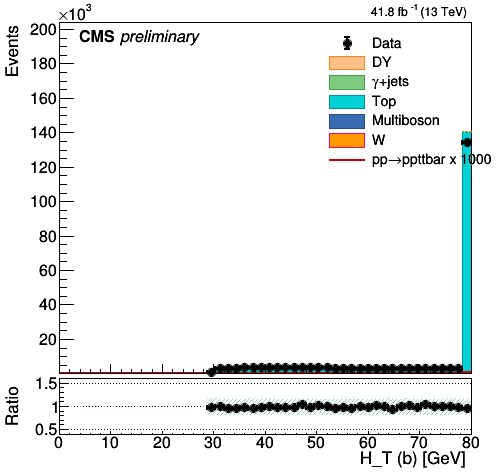 ×10³
41.8 fb⁻¹ (13 TeV)
CMS preliminary
Events
200
180
160
140
120
100
80
60
40
20
Data
DY
γ+jets
Top
Multiboson
W
pp→ppttbar x 1000
Ratio
1.5
1
0.5
0 10 20 30 40 50 60 70 80
H_T (b) [GeV]